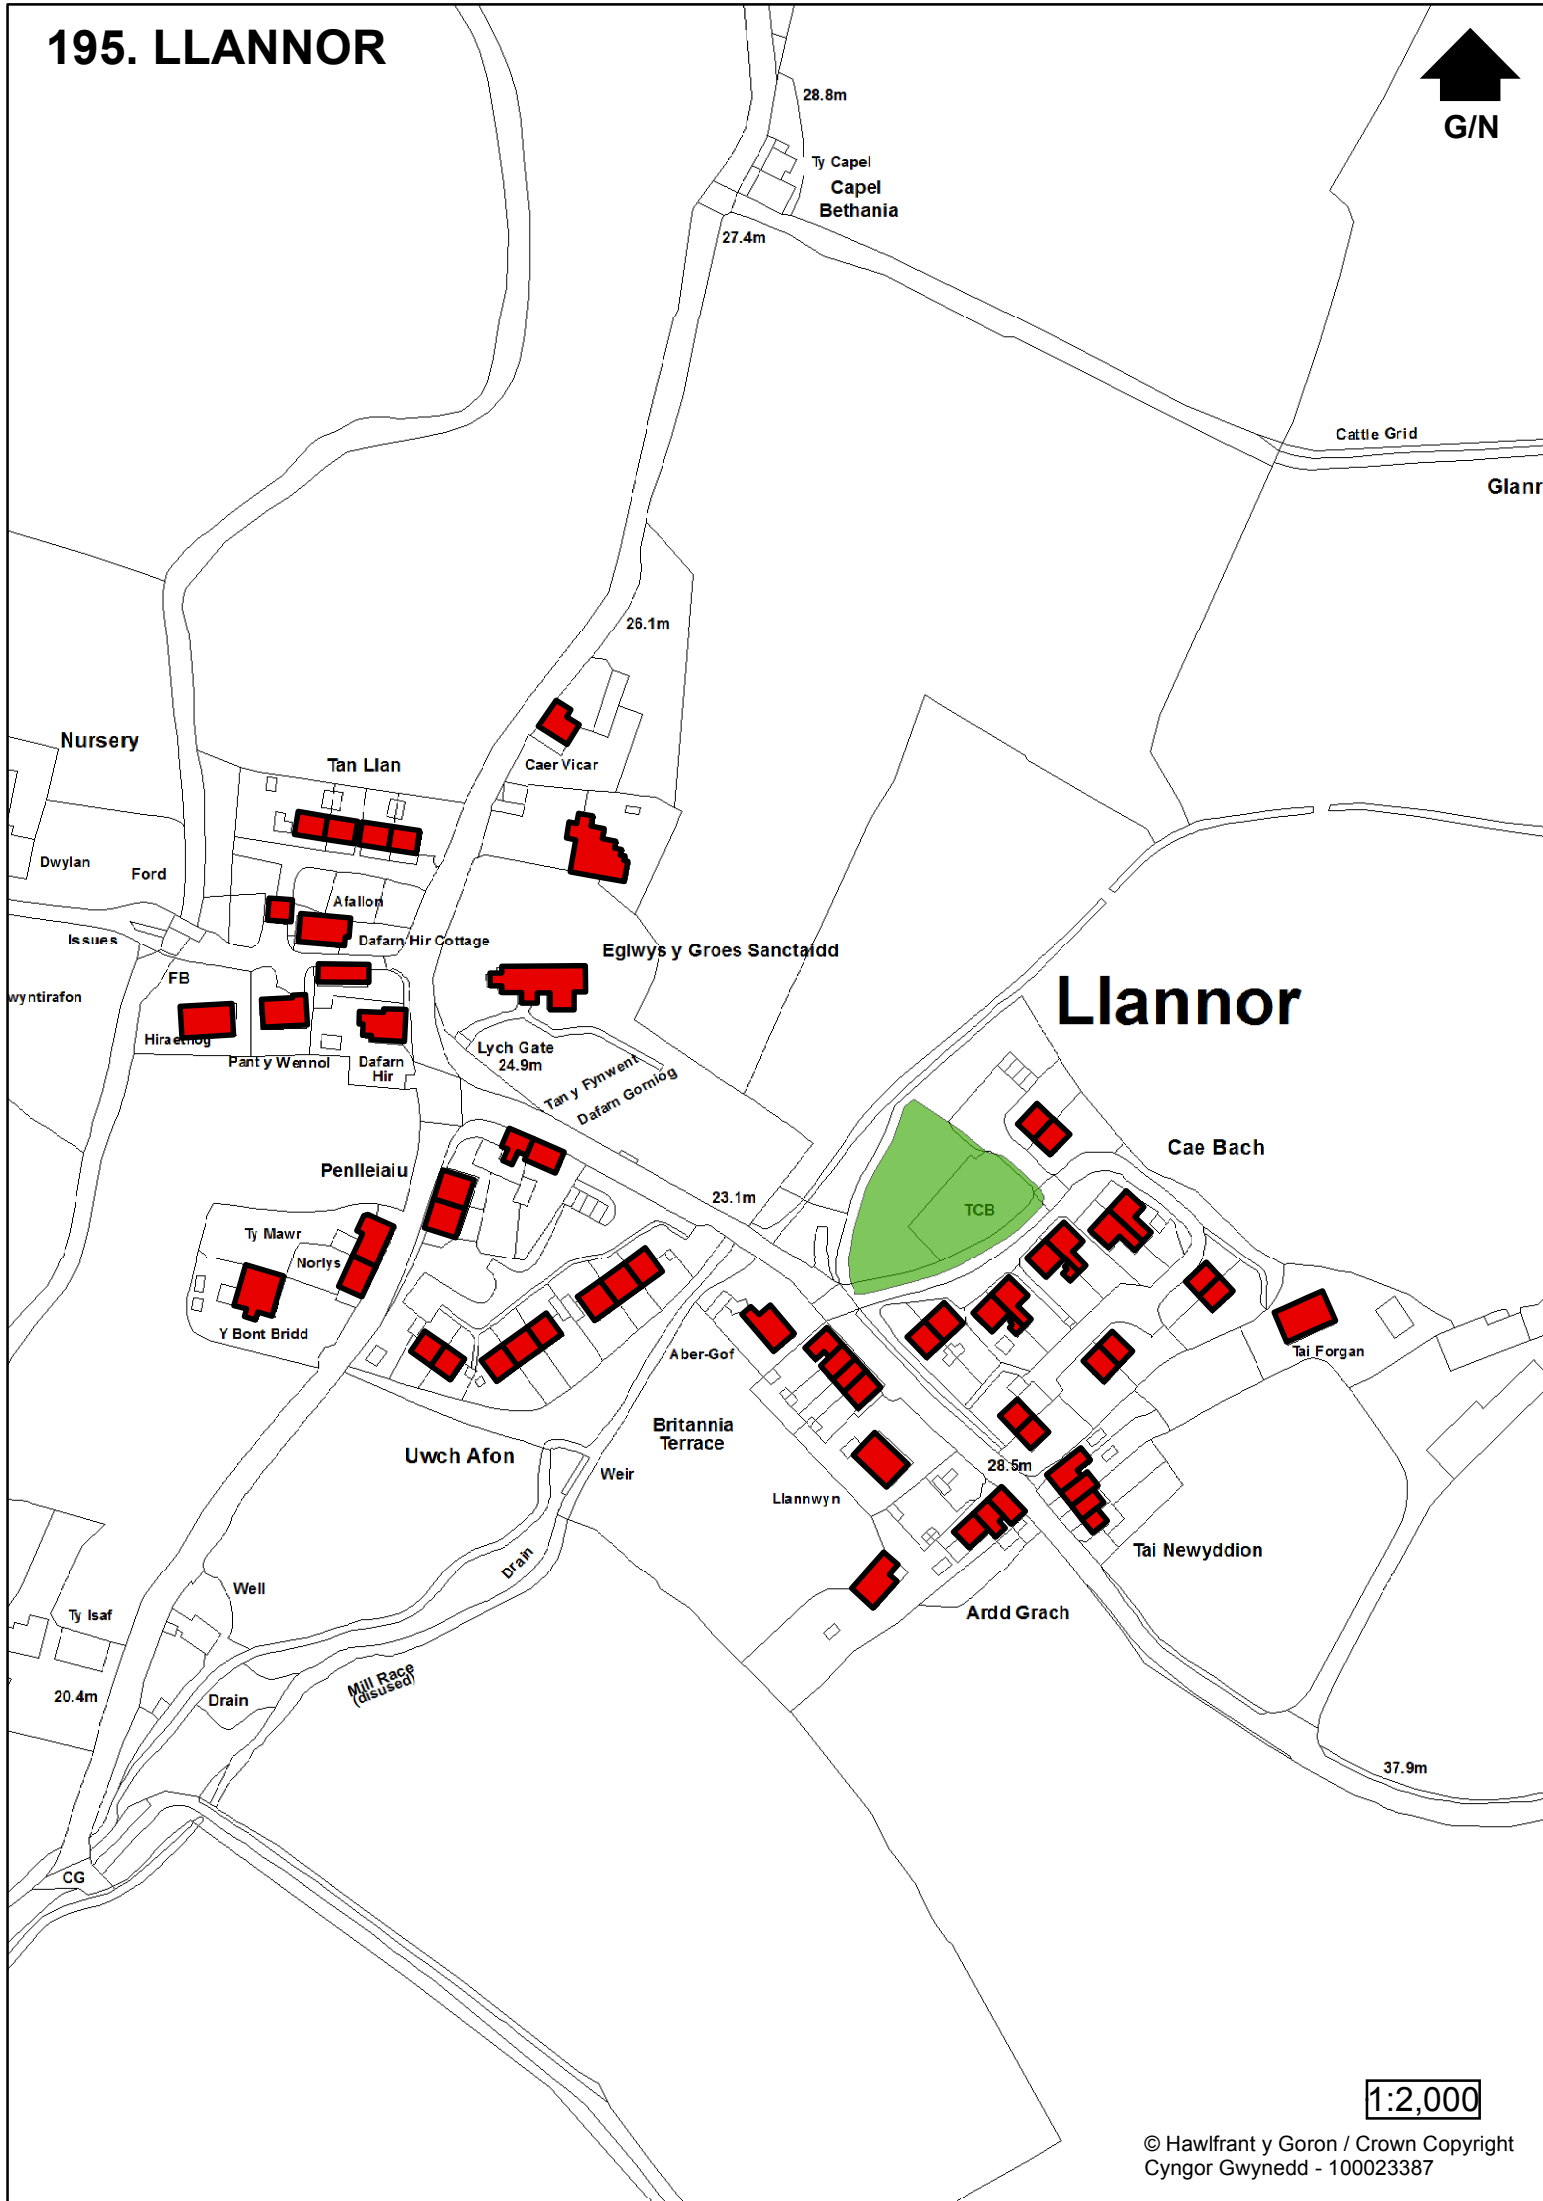 195. LLANNOR
G/N
28.8m
Ty Capel
Capel
Bethania
27.4m
Cattle Grid
Glanr
26.1m
Nursery
Tan Llan
Caer Vicar
Dwylan
Ford
Afallon
Issues
Dafarn Hir Cottage
Eglwys y Groes Sanctaidd
FB
wyntirafon
Llannor
Hiraethog
Pant y Wennol
Dafarn
Hir
Lych Gate
24.9m
Tan y Fynwent
Dafarn Gorniog
Penlleiaiu
Cae Bach
23.1m
TCB
Ty Mawr
Norlys
Y Bont Bridd
Aber-Gof
Tai Forgan
Britannia
Terrace
Uwch Afon
Weir
28.5m
Llannwyn
Tai Newyddion
Drain
Well
Ty Isaf
Ardd Grach
Mill Race
(disused)
20.4m
Drain
37.9m
CG
1:2,000
© Hawlfrant y Goron / Crown Copyright
Cyngor Gwynedd - 100023387